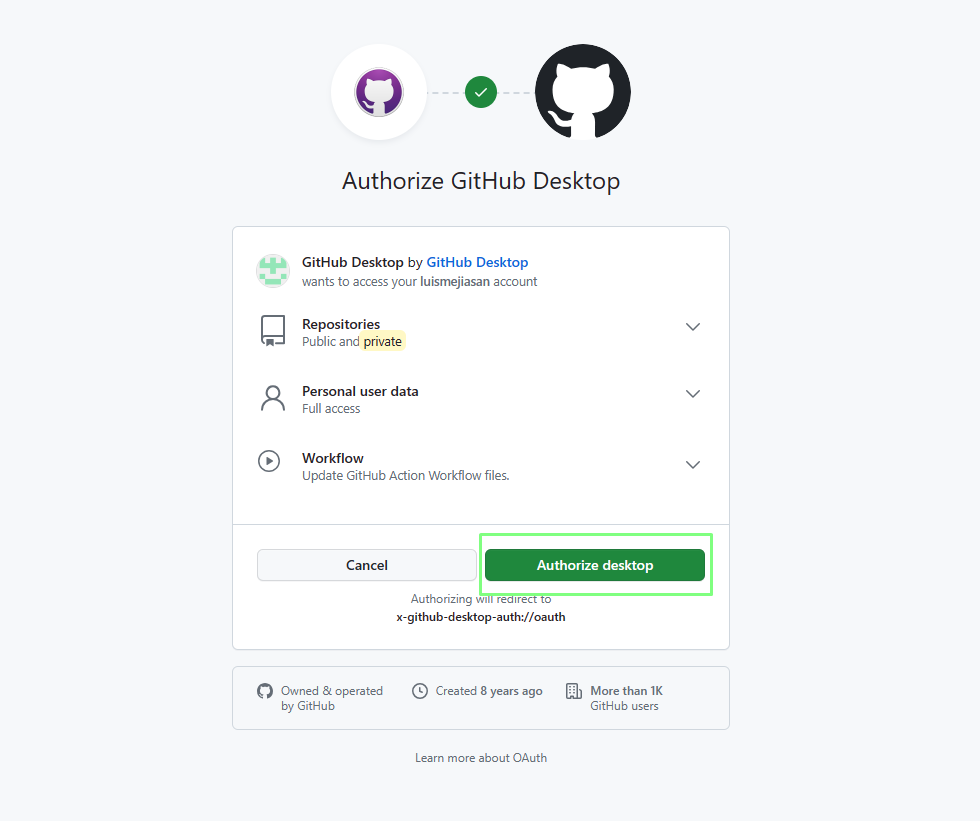 Authorize GitHub Desktop
GitHub Desktop by GitHub Desktop
wants to access your luismejiasan account
Repositories
Public and private
Personal user data
Full access
Workflow
Update GitHub Action Workflow files.
Cancel
Authorize desktop
Authorizing will redirect to
x-github-desktop-auth://oauth
Owned & operated
by GitHub
Created 8 years ago
More than 1K
GitHub users
Learn more about OAuth